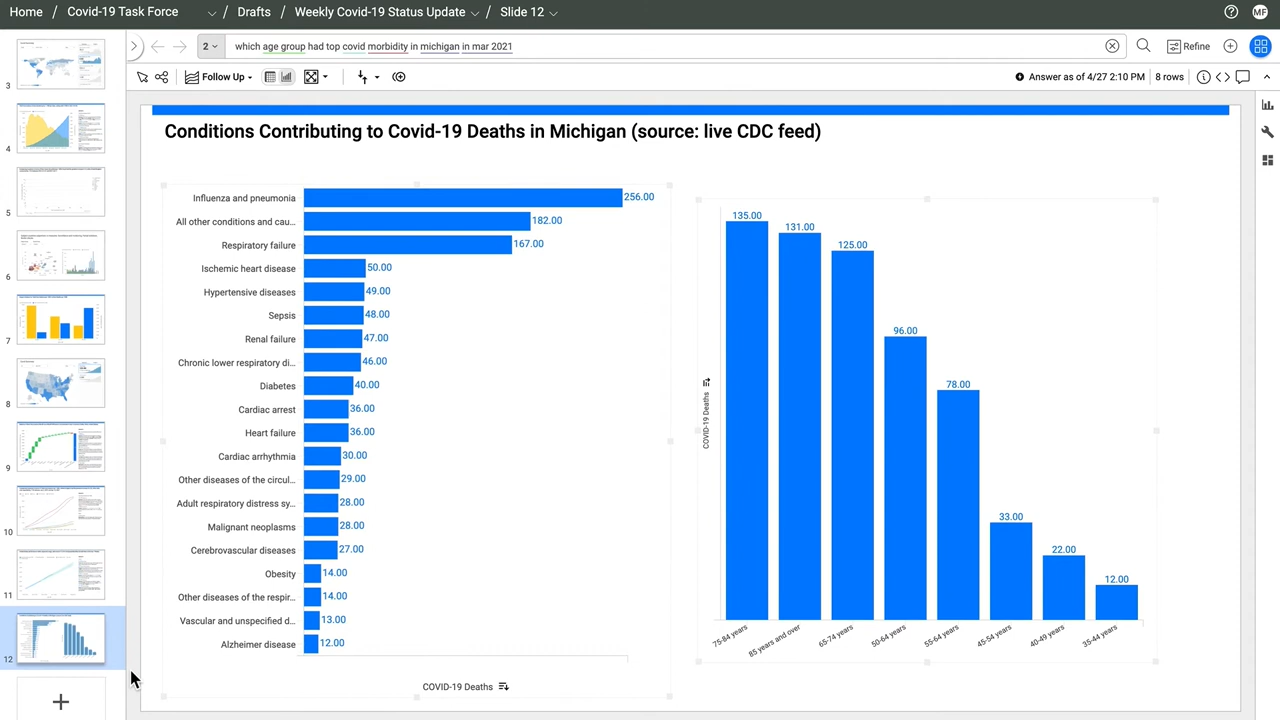 Home / Covid-19 Task Force / Drafts / Weekly Covid-19 Status Update / Slide 12
MF
2 which age group had top covid morbidity in michigan in mar 2021
Refine
Follow Up
Answer as of 4/27 2:10 PM 8 rows
Conditions Contributing to Covid-19 Deaths in Michigan (source: live CDC feed)
Influenza and pneumonia 256.00
All other conditions and cau... 182.00
Respiratory failure 167.00
Ischemic heart disease 50.00
Hypertensive diseases 49.00
Sepsis 48.00
Renal failure 47.00
Chronic lower respiratory di... 46.00
Diabetes 40.00
Cardiac arrest 36.00
Heart failure 36.00
Cardiac arrhythmia 30.00
Other diseases of the circul... 29.00
Adult respiratory distress sy... 28.00
Malignant neoplasms 28.00
Cerebrovascular diseases 27.00
Obesity 14.00
Other diseases of the respir... 14.00
Vascular and unspecified d... 13.00
Alzheimer disease 12.00
COVID-19 Deaths
COVID-19 Deaths
135.00
131.00
125.00
96.00
78.00
33.00
22.00
12.00
75-84 years
85 years and over
65-74 years
50-64 years
55-64 years
45-54 years
40-49 years
35-44 years
3
4
5
6
7
8
9
10
11
12